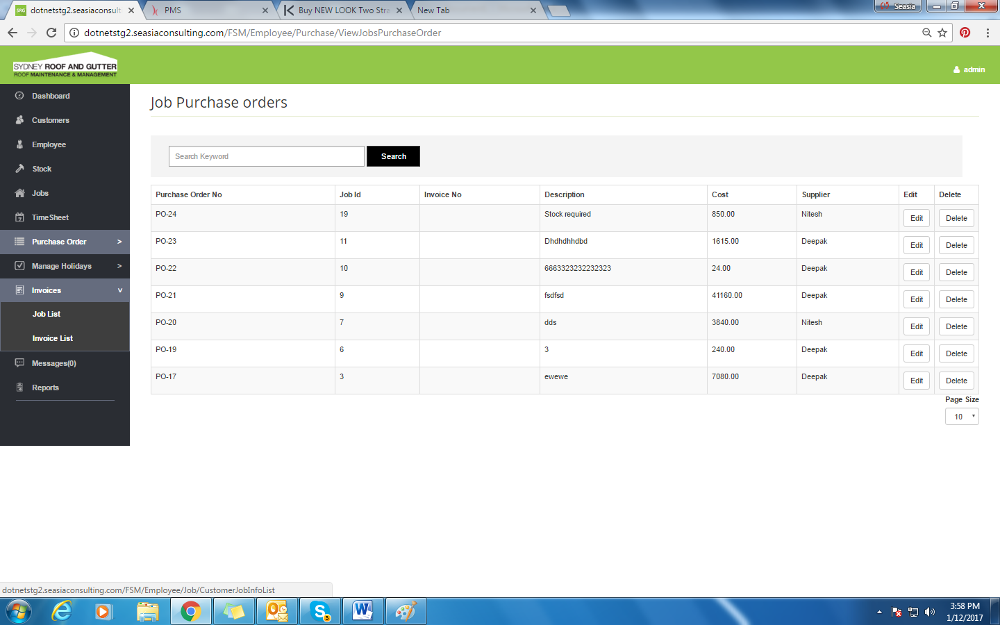 SRG dotnetstg2.seasiaconsult
PMS
Buy NEW LOOK Two Stra
New Tab
Seasia
dotnetstg2.seasiaconsulting.com/FSM/Employee/Purchase/ViewJobsPurchaseOrder
SYDNEY ROOF AND GUTTER
ROOF MAINTENANCE & MANAGEMENT
admin
Dashboard
Customers
Employee
Stock
Jobs
TimeSheet
Purchase Order >
Manage Holidays >
Invoices
Job List
Invoice List
Messages(0)
Reports
Job Purchase orders
Search Keyword Search
Purchase Order No Job Id Invoice No Description Cost Supplier Edit Delete
PO-24 19 Stock required 850.00 Nitesh Edit Delete
PO-23 11 Dhdhdhhdbd 1615.00 Deepak Edit Delete
PO-22 10 6663323232232323 24.00 Deepak Edit Delete
PO-21 9 fsdfsd 41160.00 Deepak Edit Delete
PO-20 7 dds 3840.00 Nitesh Edit Delete
PO-19 6 3 240.00 Deepak Edit Delete
PO-17 3 ewewe 7080.00 Deepak Edit Delete
Page Size
10
dotnetstg2.seasiaconsulting.com/FSM/Employee/Job/CustomerJobInfoList
3
3:58 PM
1/12/2017